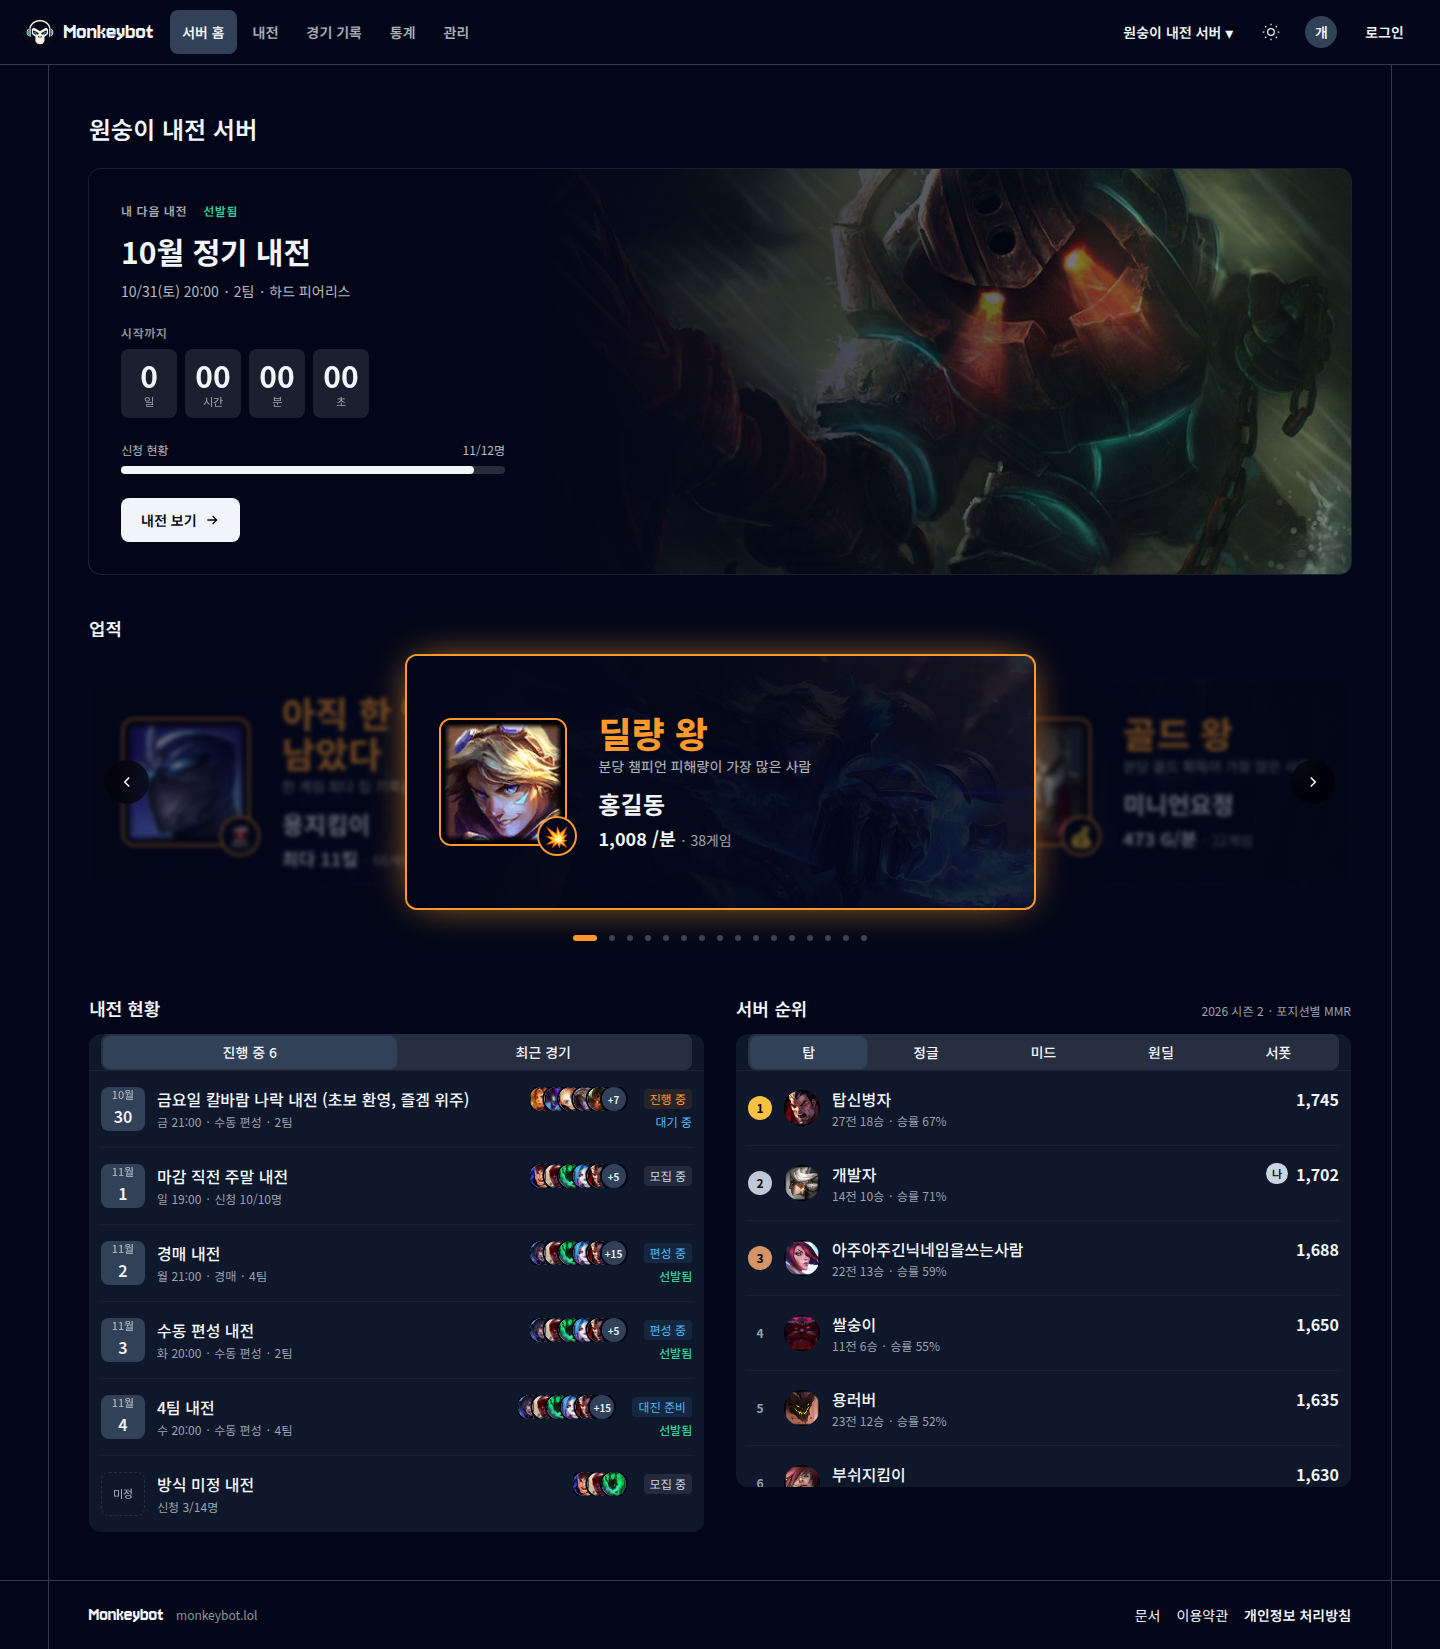 Monkeybot 서버 홈 내전 경기 기록 통계 관리 원숭이 내전 서버 ▾ 개 로그인
원숭이 내전 서버
내 다음 내전 선발됨
10월 정기 내전
10/31(토) 20:00 · 2팀 · 하드 피어리스
시작까지
0 00 00 00
일 시간 분 초
신청 현황 11/12명
내전 보기 →
업적
아직 한
남았다
용지킴이
최다 11킬
딜량 왕
분당 챔피언 피해량이 가장 많은 사람
홍길동
1,008 /분 · 38게임
골드 왕
미니언요정
473 G/분 · 22게임
내전 현황
진행 중 6 최근 경기
10월
30
금요일 칼바람 나락 내전 (초보 환영, 즐겜 위주)
금 21:00 · 수동 편성 · 2팀
+7
진행 중
대기 중
11월
1
마감 직전 주말 내전
일 19:00 · 신청 10/10명
+5
모집 중
11월
2
경매 내전
월 21:00 · 경매 · 4팀
+15
편성 중
선발됨
11월
3
수동 편성 내전
화 20:00 · 수동 편성 · 2팀
+5
편성 중
선발됨
11월
4
4팀 내전
수 20:00 · 수동 편성 · 4팀
+15
대진 준비
선발됨
미정
방식 미정 내전
신청 3/14명
모집 중
서버 순위
2026 시즌 2 · 포지션별 MMR
탑 정글 미드 원딜 서폿
1 탑신병자 1,745
27전 18승 · 승률 67%
2 개발자 나 1,702
14전 10승 · 승률 71%
3 아주아주긴닉네임을쓰는사람 1,688
22전 13승 · 승률 59%
4 쌀숭이 1,650
11전 6승 · 승률 55%
5 용러버 1,635
23전 12승 · 승률 52%
6 부쉬지킴이 1,630
Monkeybot monkeybot.lol 문서 이용약관 개인정보 처리방침